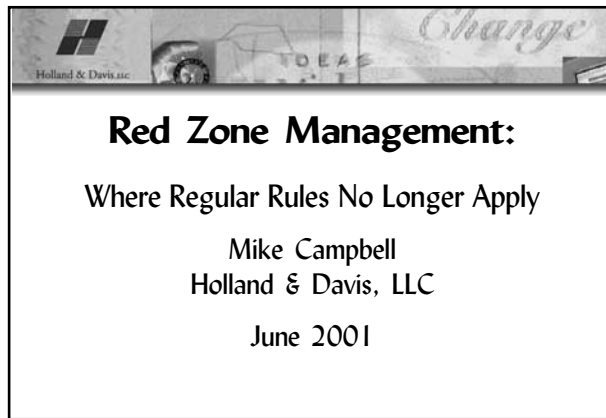 Change
IDEAS
Holland & Davis, LLC
Red Zone Management:
Where Regular Rules No Longer Apply
Mike Campbell
Holland & Davis, LLC
June 2001